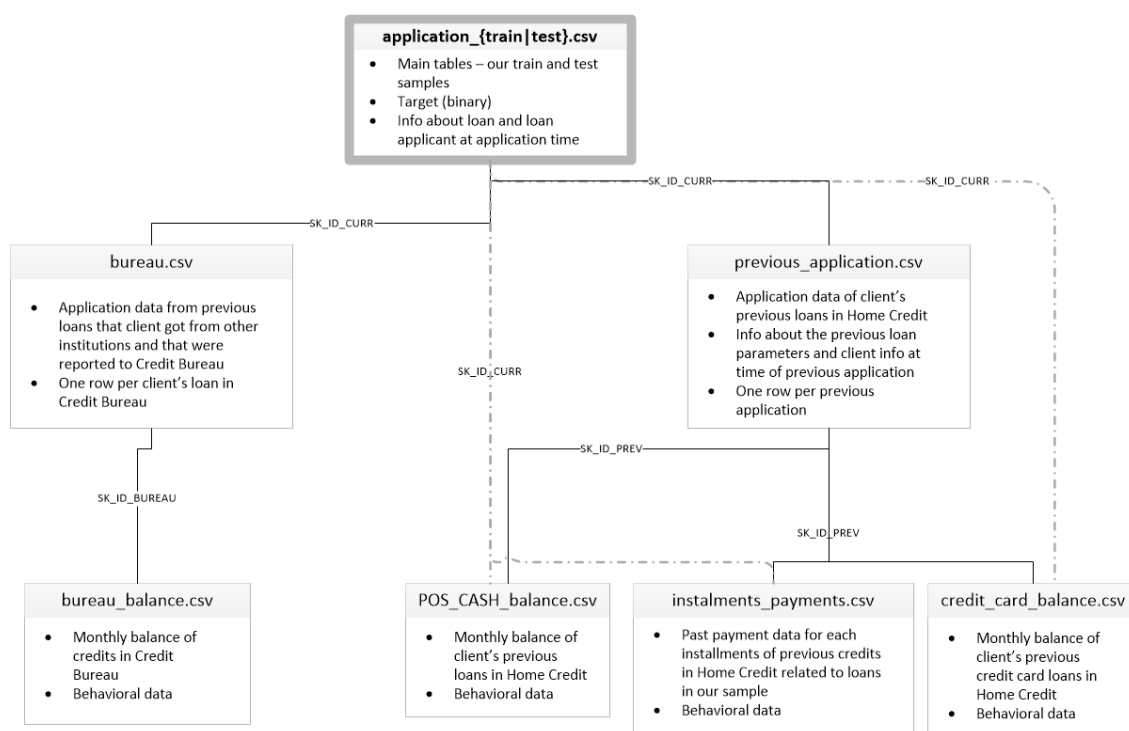 application_{train|test}.csv
• Main tables – our train and test
samples
• Target (binary)
• Info about loan and loan
applicant at application time
SK_ID_CURR
SK_ID_CURR
SK_ID_CURR
bureau.csv
• Application data from previous
loans that client got from other
institutions and that were
reported to Credit Bureau
• One row per client's loan in
Credit Bureau
SK_ID_CURR
previous_application.csv
• Application data of client's
previous loans in Home Credit
• Info about the previous loan
parameters and client info at
time of previous application
• One row per previous
application
SK_ID_PREV
SK_ID_BUREAU
SK_ID_PREV
bureau_balance.csv
• Monthly balance of
credits in Credit
Bureau
• Behavioral data
POS_CASH_balance.csv
• Monthly balance of
client's previous
loans in Home Credit
• Behavioral data
instalments_payments.csv
• Past payment data for each
installments of previous credits
in Home Credit related to loans
in our sample
• Behavioral data
credit_card_balance.csv
• Monthly balance of
client's previous
credit card loans in
Home Credit
• Behavioral data